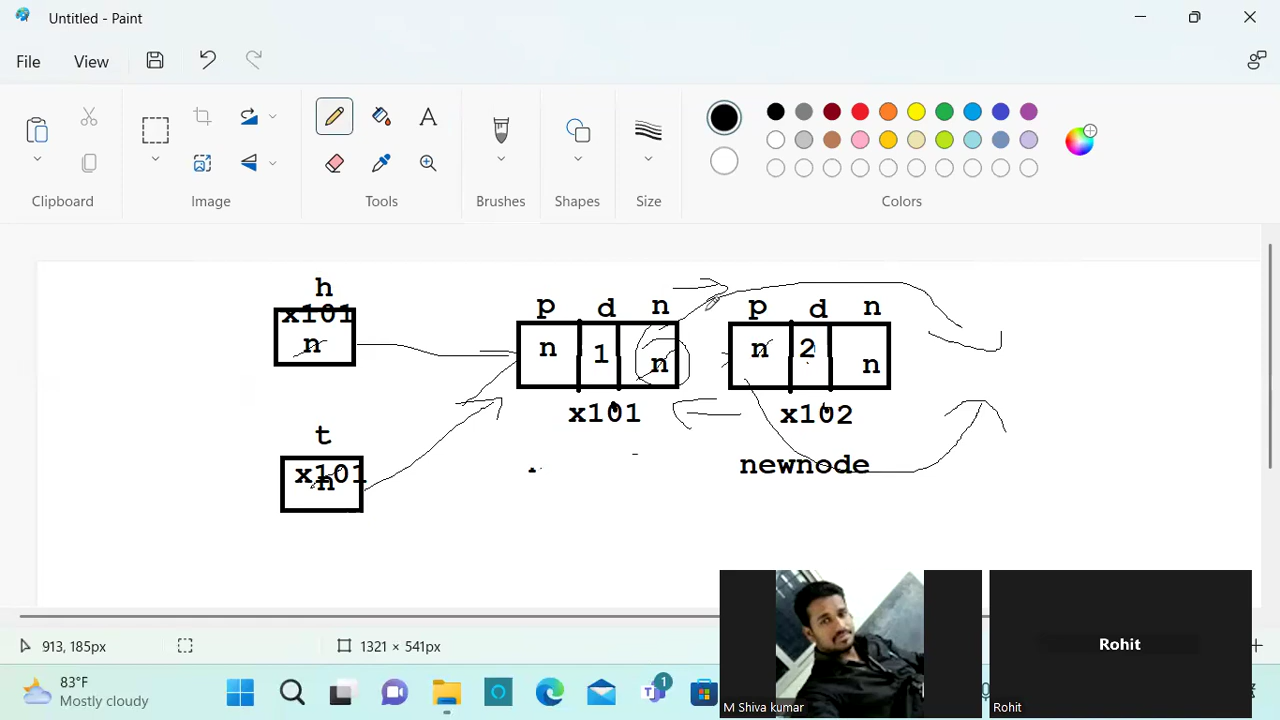 Untitled - Paint
File View
Clipboard Image Tools Brushes Shapes Size Colors
h
x101
n
p d n
n 1 n
x101
p d n
n 2 n
x102
newnode
t
x101
n
M Shiva kumar
Rohit
Rohit
913, 185px
1321 × 541px
83°F
Mostly cloudy
1